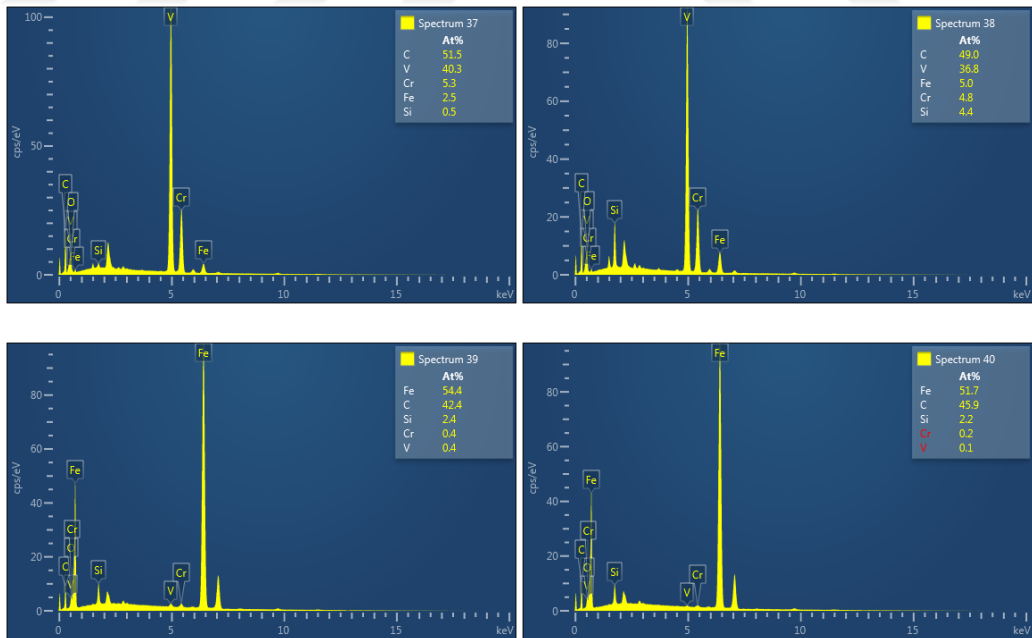 Spectrum 37
At%
C 51.5
V 40.3
Cr 5.3
Fe 2.5
Si 0.5
cps/eV
100
50
0
V
C
O
Cr
Fe
Si
Cr
Fe
0 5 10 15 keV
Spectrum 38
At%
C 49.0
V 36.8
Fe 5.0
Cr 4.8
Si 4.4
cps/eV
80
60
40
20
0
V
C
O
Cr
Fe
Si
Cr
Fe
0 5 10 15 keV
Spectrum 39
At%
Fe 54.4
C 42.4
Si 2.4
Cr 0.4
V 0.4
cps/eV
80
60
40
20
0
Fe
Fe
Cr
C
V
Si
V
Cr
0 5 10 15 keV
Spectrum 40
At%
Fe 51.7
C 45.9
Si 2.2
Cr 0.2
V 0.1
cps/eV
80
60
40
20
0
Fe
Fe
Cr
C
V
Si
V
Cr
0 5 10 15 keV